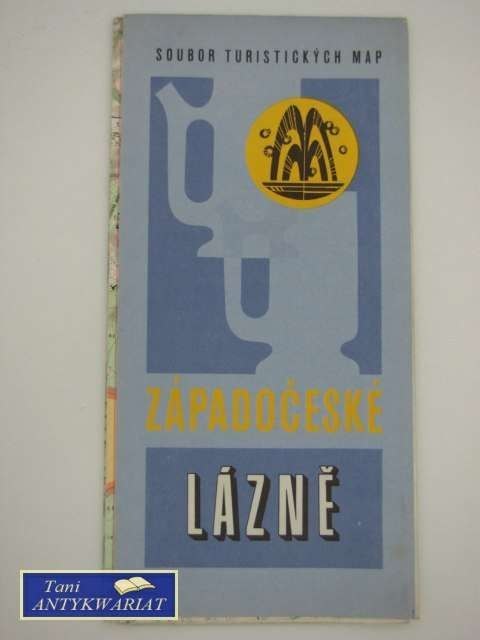 SOUBOR TURISTICKÝCH MAP
ZÁPADOČESKÉ
LÁZNĚ
Tani
ANTYKWARIAT